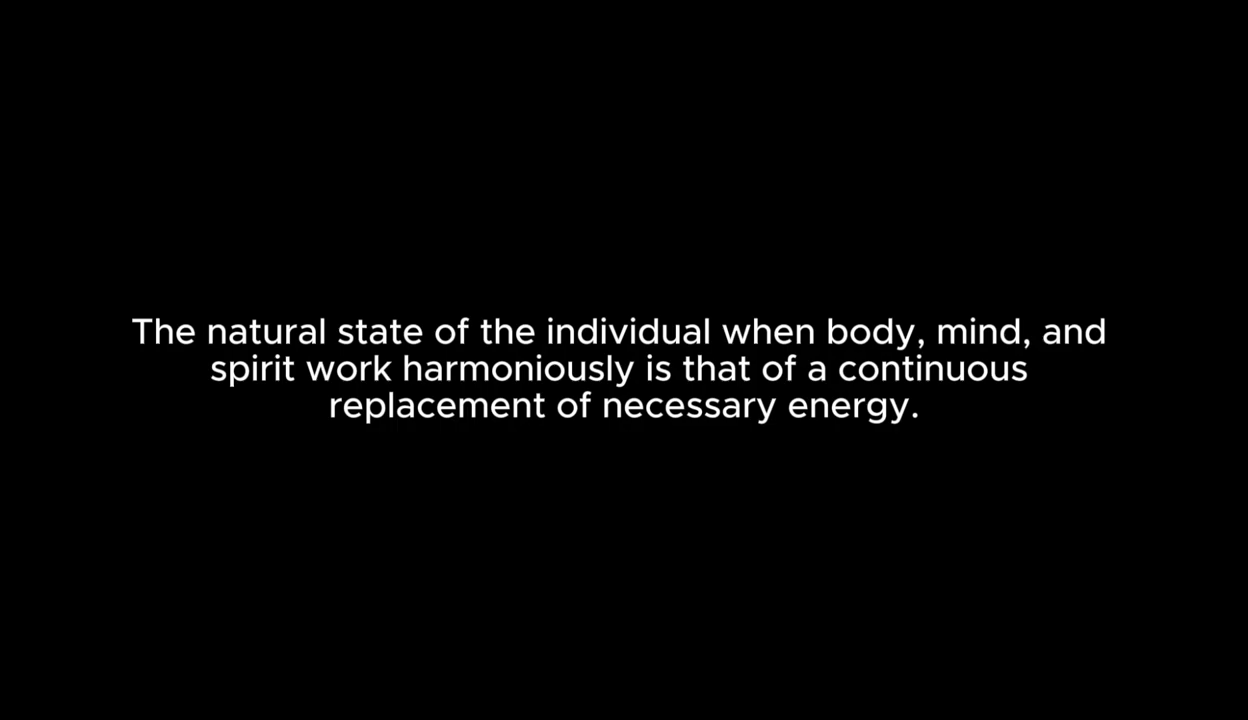 The natural state of the individual when body, mind, and
spirit work harmoniously is that of a continuous
replacement of necessary energy.